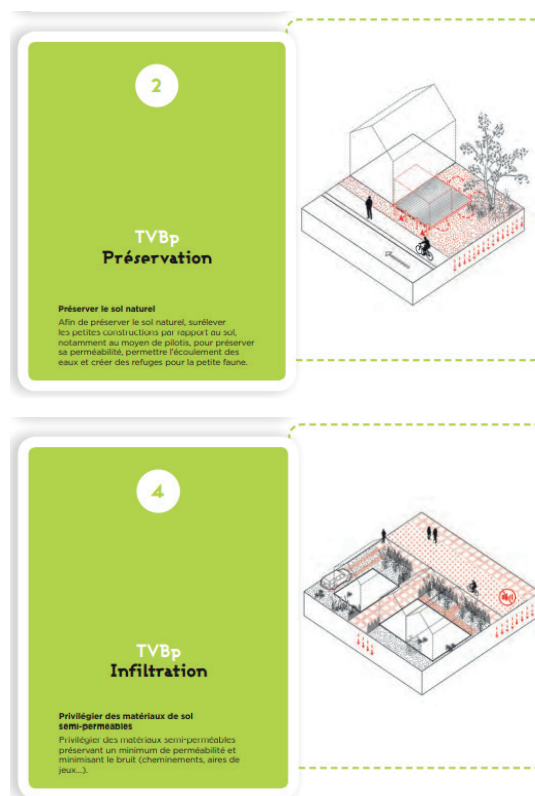 2
TVBp
Préservation
Préserver le sol naturel
Afin de préserver le sol naturel, surélever
les petites constructions par rapport au sol,
notamment au moyen de pilotis, pour préserver
sa perméabilité, permettre l'écoulement des
eaux et créer des refuges pour la petite faune.
4
TVBp
Infiltration
Privilégier des matériaux de sol
semi-perméables
Privilégier des matériaux semi-perméables
préservant un minimum de perméabilité et
minimisant le bruit (cheminements, aires de
jeux...).